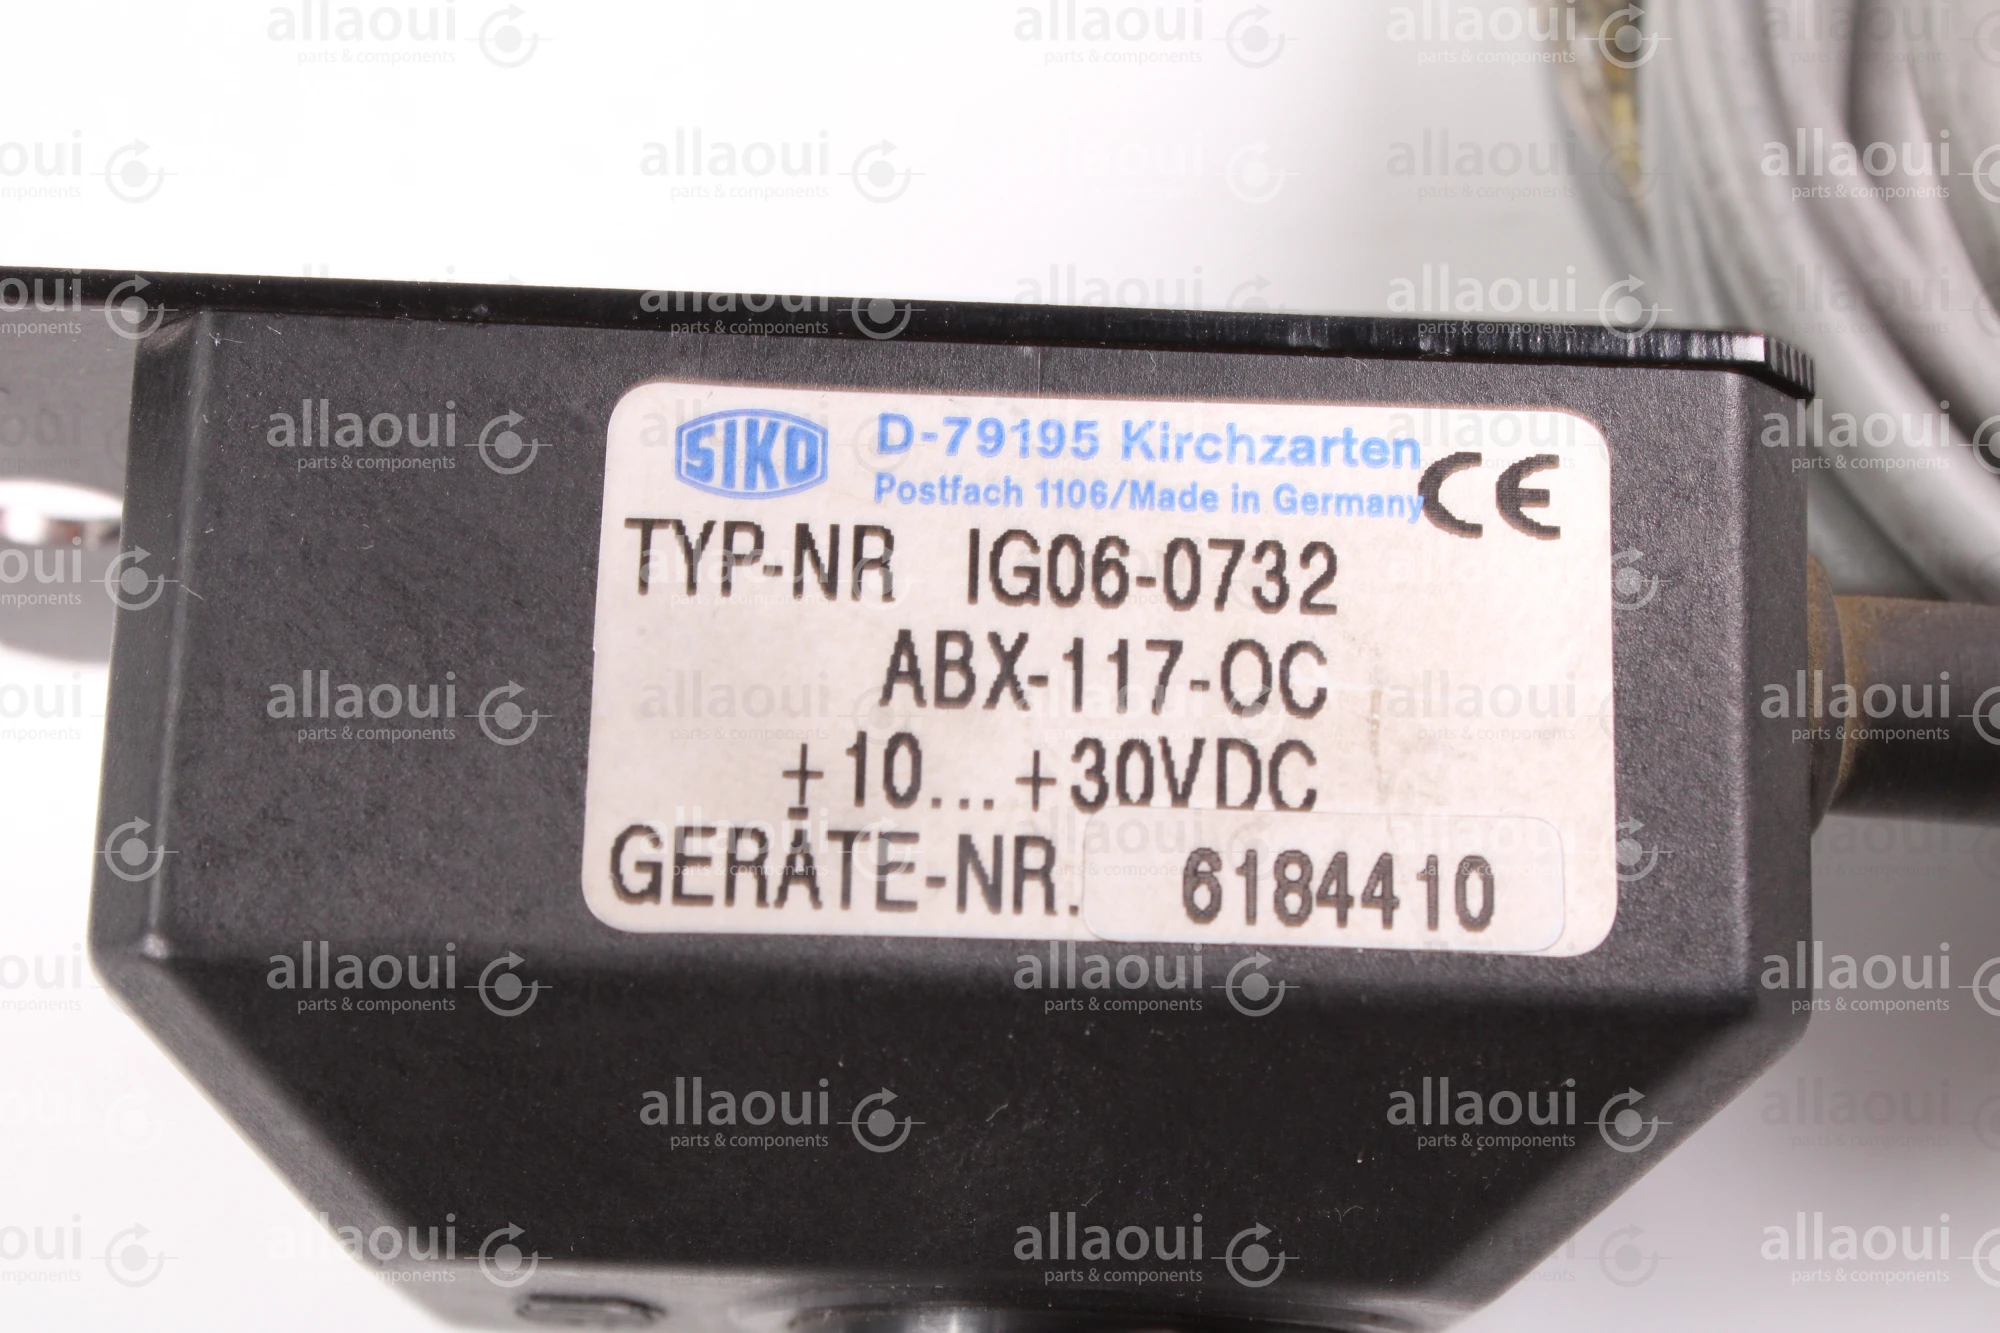 SIKO D-79195 Kirchzarten
Postfach 1106/Made in Germany CE
TYP-NR IG06-0732
ABX-117-OC
+10...+30VDC
GERÄTE-NR. 6184410
allaoui
parts & components